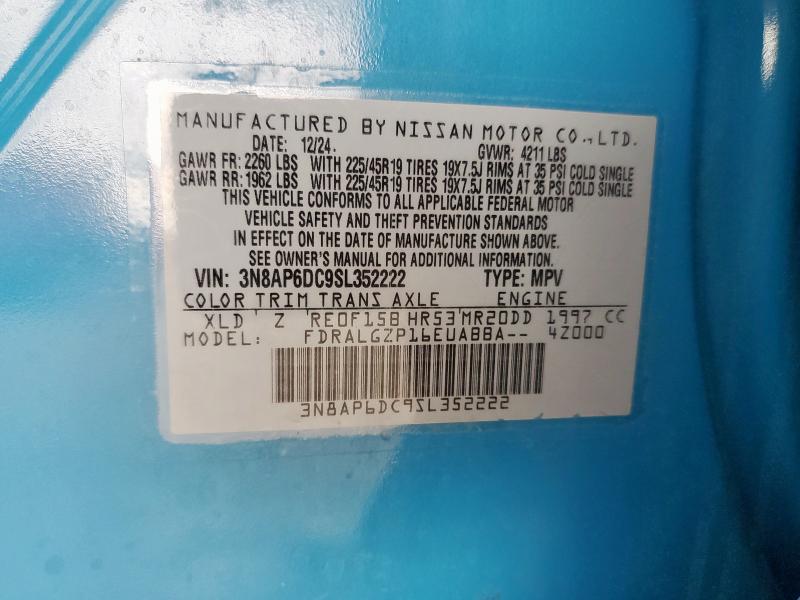 MANUFACTURED BY NISSAN MOTOR CO., LTD.
DATE: 12/24. GVWR: 4211 LBS
GAWR FR: 2260 LBS WITH 225/45R19 TIRES 19X7.5J RIMS AT 35 PSI COLD SINGLE
GAWR RR: 1962 LBS WITH 225/45R19 TIRES 19X7.5J RIMS AT 35 PSI COLD SINGLE
THIS VEHICLE CONFORMS TO ALL APPLICABLE FEDERAL MOTOR
VEHICLE SAFETY AND THEFT PREVENTION STANDARDS
IN EFFECT ON THE DATE OF MANUFACTURE SHOWN ABOVE.
SEE OWNER'S MANUAL FOR ADDITIONAL INFORMATION.
VIN: 3N8AP6DC9SL352222 TYPE: MPV
COLOR TRIM TRANS AXLE ENGINE
XLD Z RE0F15B HR53 MR20DD 1997 CC
MODEL: FDRALGZP16EUABBA-- 4Z000
3N8AP6DC9SL352222